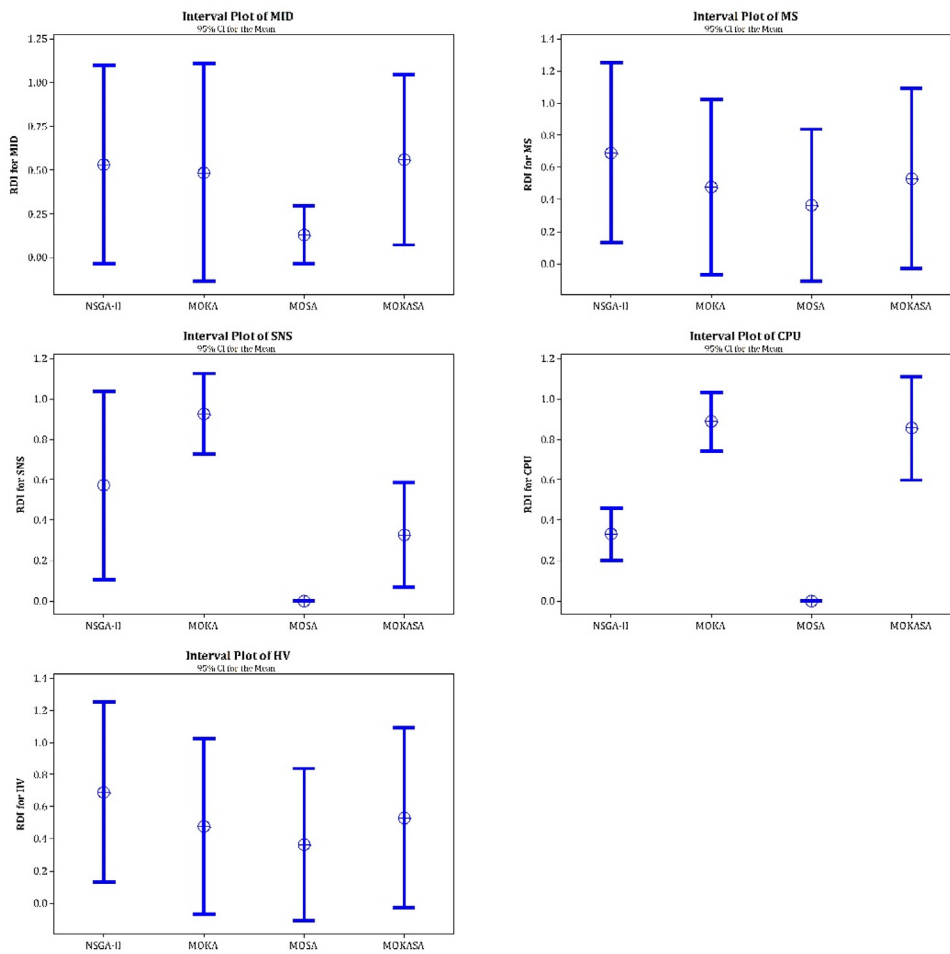 Interval Plot of MID
95% CI for the Mean
RDI for MID
1.25
1.00
0.75
0.50
0.25
0.00
NSGA-II MOKA MOSA MOKASA
Interval Plot of MS
95% CI for the Mean
RDI for MS
1.4
1.2
1.0
0.8
0.6
0.4
0.2
0.0
NSGA-II MOKA MOSA MOKASA
Interval Plot of SNS
95% CI for the Mean
RDI for SNS
1.2
1.0
0.8
0.6
0.4
0.2
0.0
NSGA-II MOKA MOSA MOKASA
Interval Plot of CPU
95% CI for the Mean
RDI for CPU
1.2
1.0
0.8
0.6
0.4
0.2
0.0
NSGA-II MOKA MOSA MOKASA
Interval Plot of HV
95% CI for the Mean
RDI for HV
1.4
1.2
1.0
0.8
0.6
0.4
0.2
0.0
NSGA-II MOKA MOSA MOKASA